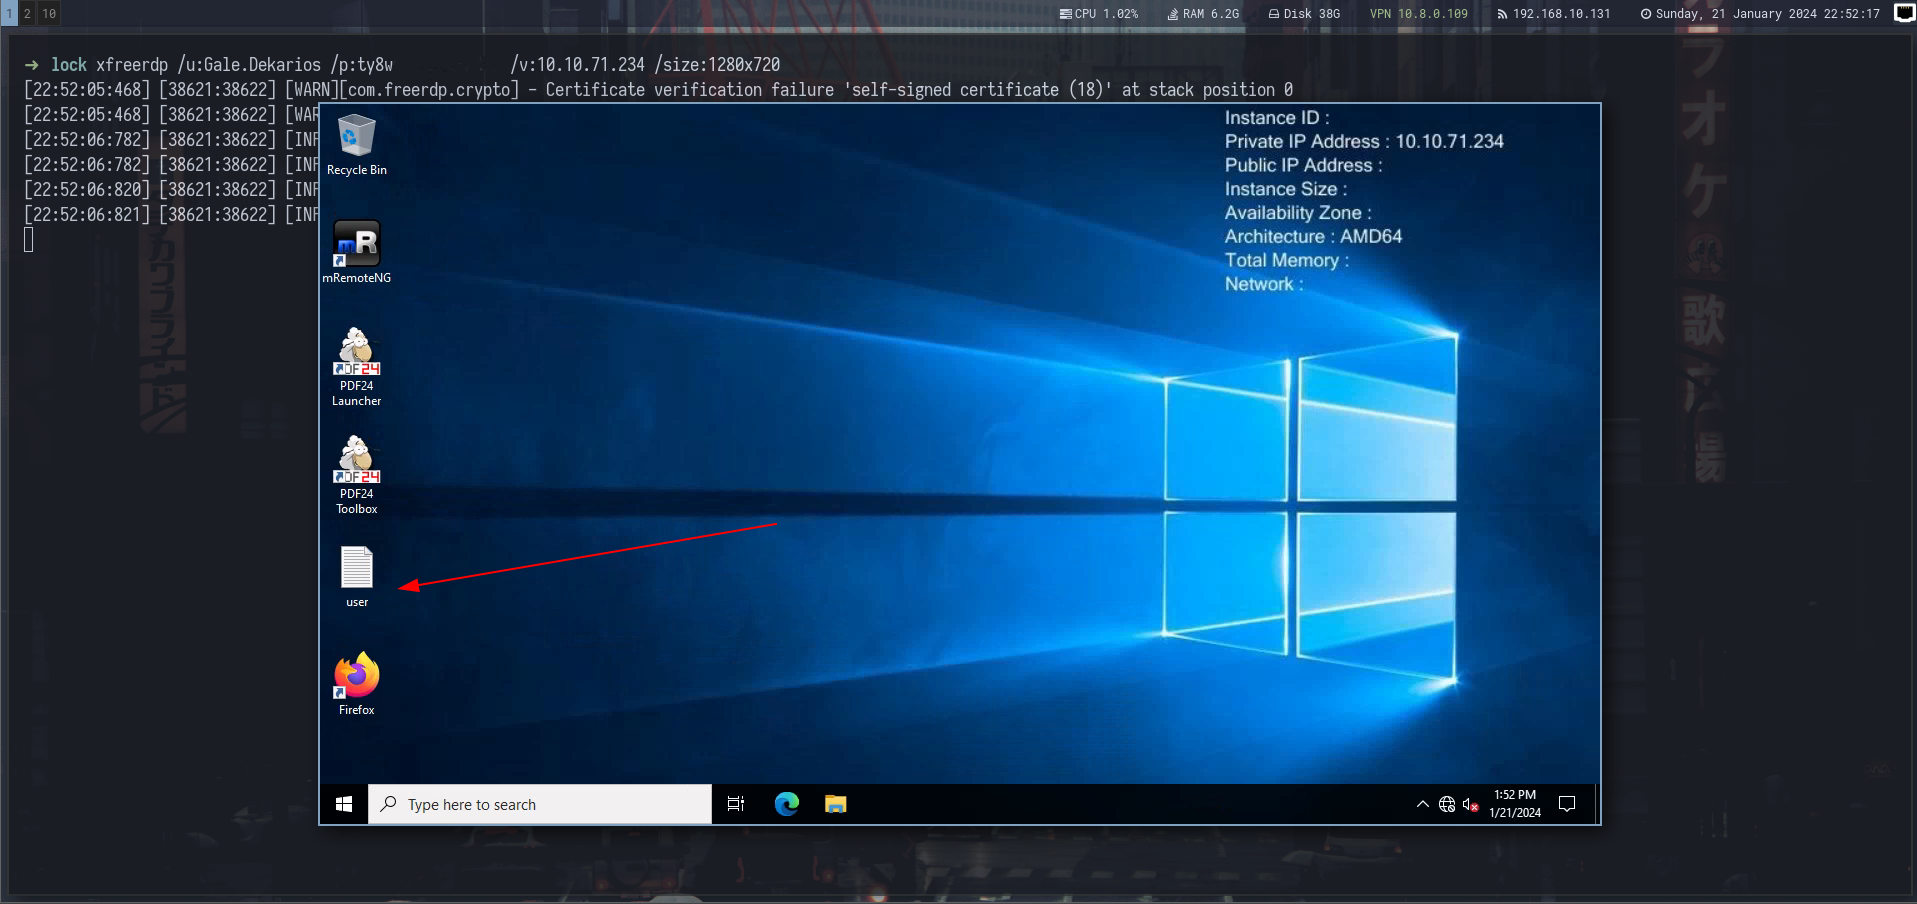 1 2 10
CPU 1.02% RAM 6.2G Disk 38G VPN 10.8.0.109 192.168.10.131 Sunday, 21 January 2024 22:52:17
→ lock xfreerdp /u:Gale.Dekarios /p:ty8w /v:10.10.71.234 /size:1280x720
[22:52:05:468] [38621:38622] [WARN][com.freerdp.crypto] - Certificate verification failure 'self-signed certificate (18)' at stack position 0
[22:52:05:468] [38621:38622] [WAR
[22:52:06:782] [38621:38622] [INF
[22:52:06:782] [38621:38622] [INF
[22:52:06:820] [38621:38622] [INF
[22:52:06:821] [38621:38622] [INF
Instance ID :
Private IP Address : 10.10.71.234
Public IP Address :
Instance Size :
Availability Zone :
Architecture : AMD64
Total Memory :
Network :
Recycle Bin
mR
mRemoteNG
PDF24
Launcher
PDF24
Toolbox
user
Firefox
Type here to search
1:52 PM
1/21/2024
フオケ
歌広場